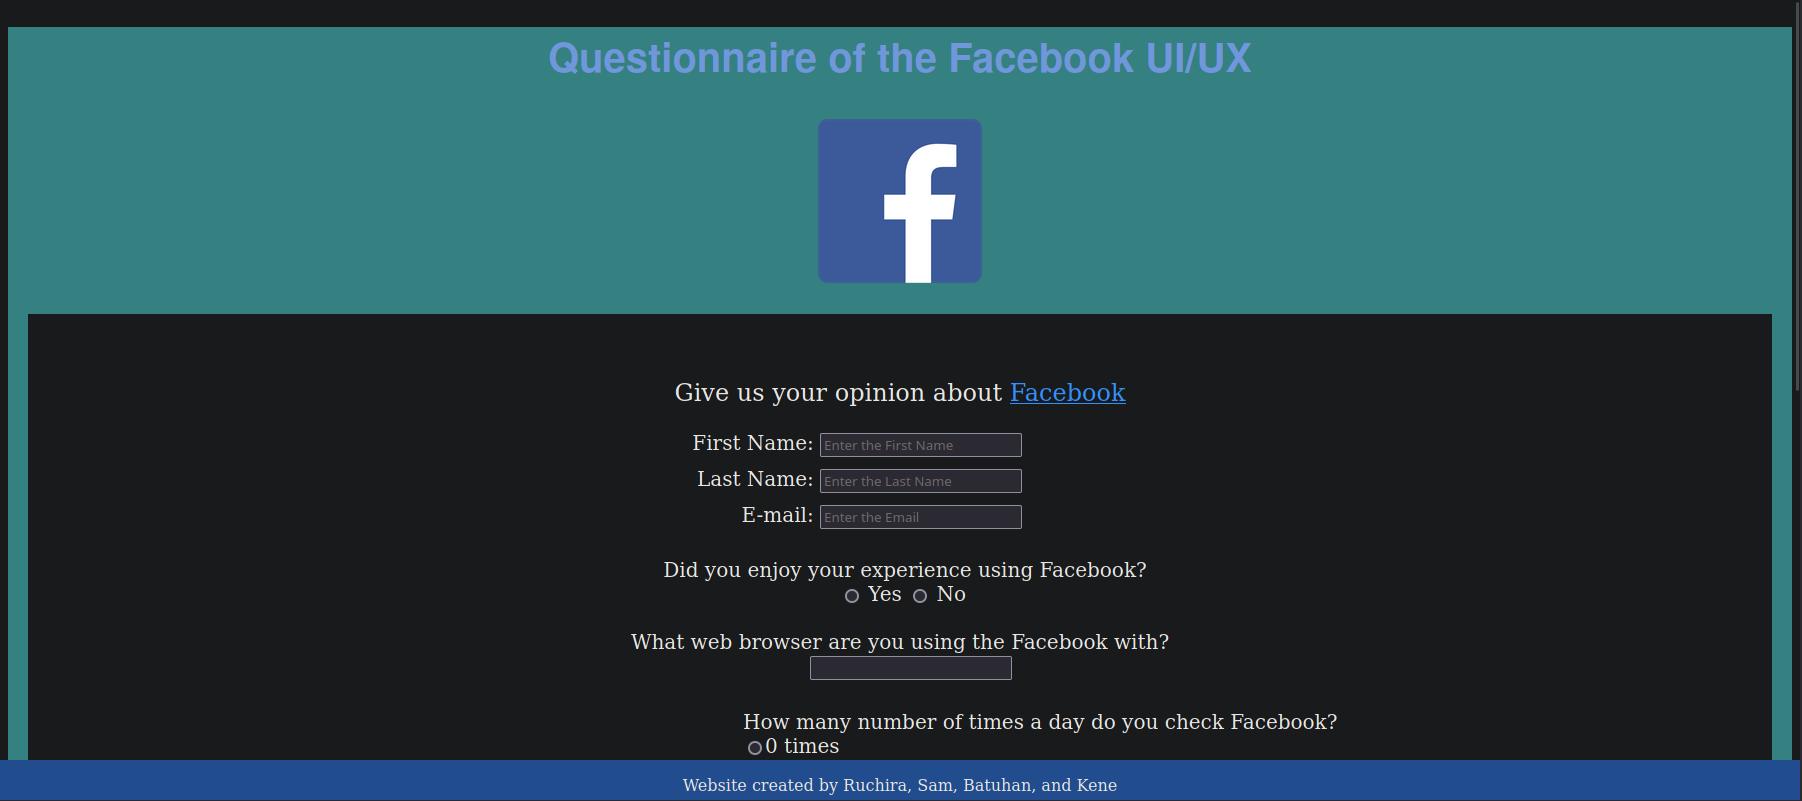 Questionnaire of the Facebook UI/UX
f
Give us your opinion about Facebook
First Name: Enter the First Name
Last Name: Enter the Last Name
E-mail: Enter the Email
Did you enjoy your experience using Facebook?
Yes No
What web browser are you using the Facebook with?
How many number of times a day do you check Facebook?
0 times
Website created by Ruchira, Sam, Batuhan, and Kene